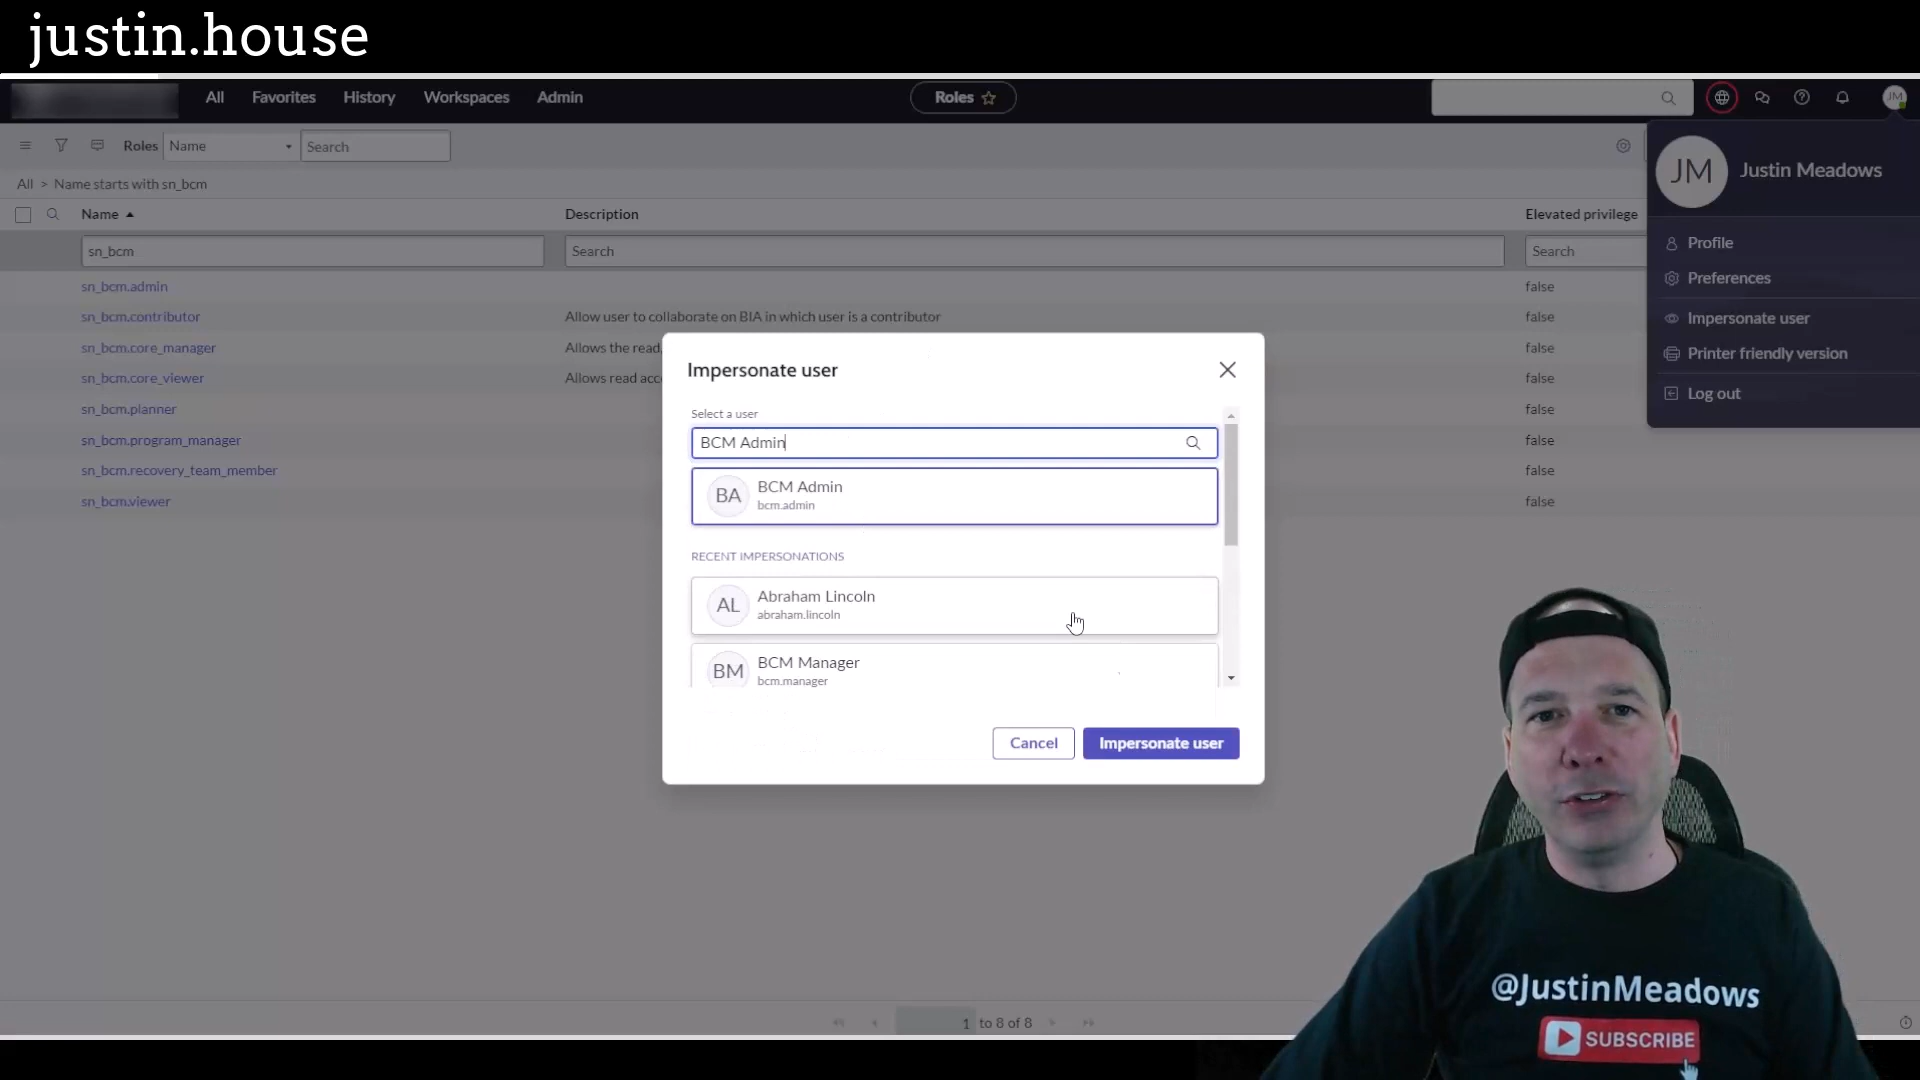 justin.house
All Favorites History Workspaces Admin
Roles
JM
Roles Name Search
JM Justin Meadows
All > Name starts with sn_bcm
Name Description Elevated privilege
sn_bcm Search Search
Profile
Preferences
Impersonate user
Printer friendly version
Log out
sn_bcm.admin false
sn_bcm.contributor Allow user to collaborate on BIA in which user is a contributor false
sn_bcm.core_manager Allows the read, false
sn_bcm.core_viewer Allows read acc false
sn_bcm.planner false
sn_bcm.program_manager false
sn_bcm.recovery_team_member false
sn_bcm.viewer false
Impersonate user
Select a user
BCM Admin
BA BCM Admin
bcm.admin
RECENT IMPERSONATIONS
AL Abraham Lincoln
abraham.lincoln
BM BCM Manager
bcm.manager
Cancel Impersonate user
1 to 8 of 8
@JustinMeadows
SUBSCRIBE